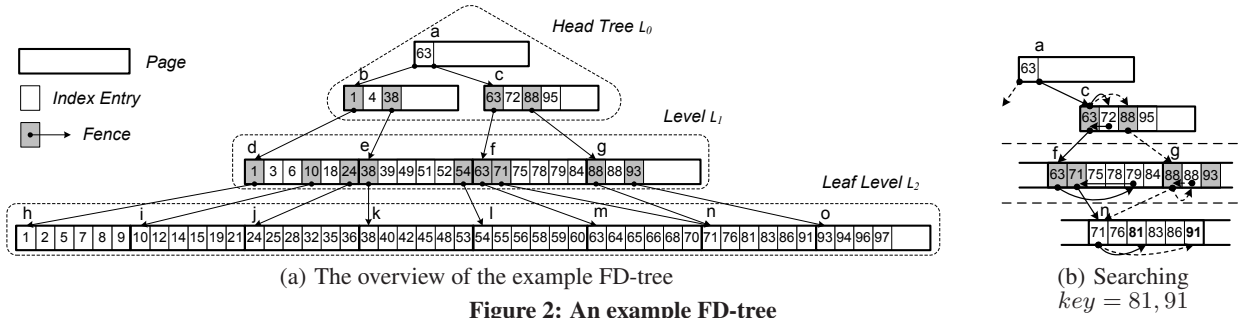 a
Head Tree L0
63
Page
b
c
1 4 38
63 72 88 95
Index Entry
Level L1
Fence
d
e
f
g
1 3 6 10 18 24 38 39 49 51 52 54 63 71 75 78 79 84 88 88 93
Leaf Level L2
h
i
j
k
l
m
n
o
1 2 5 7 8 9 10 12 14 15 19 21 24 25 28 32 35 36 38 40 42 45 48 53 54 55 56 58 59 60 63 64 65 66 68 70 71 76 81 83 86 91 93 94 96 97
(a) The overview of the example FD-tree
a
63
c
63 72 88 95
f
g
63 71 75 78 79 84 88 88 93
n
71 76 81 83 86 91
(b) Searching
key = 81, 91
Figure 2: An example FD-tree